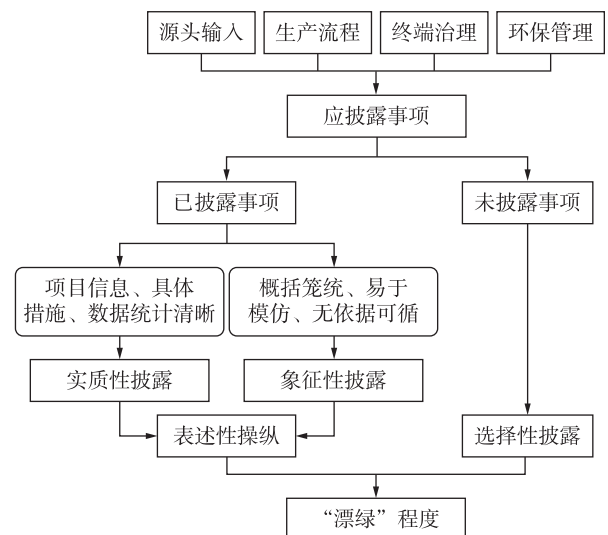 源头输入
生产流程
终端治理
环保管理
应披露事项
已披露事项
未披露事项
项目信息、具体
措施、数据统计清晰
概括笼统、易于
模仿、无依据可循
实质性披露
象征性披露
表述性操纵
选择性披露
“漂绿”程度